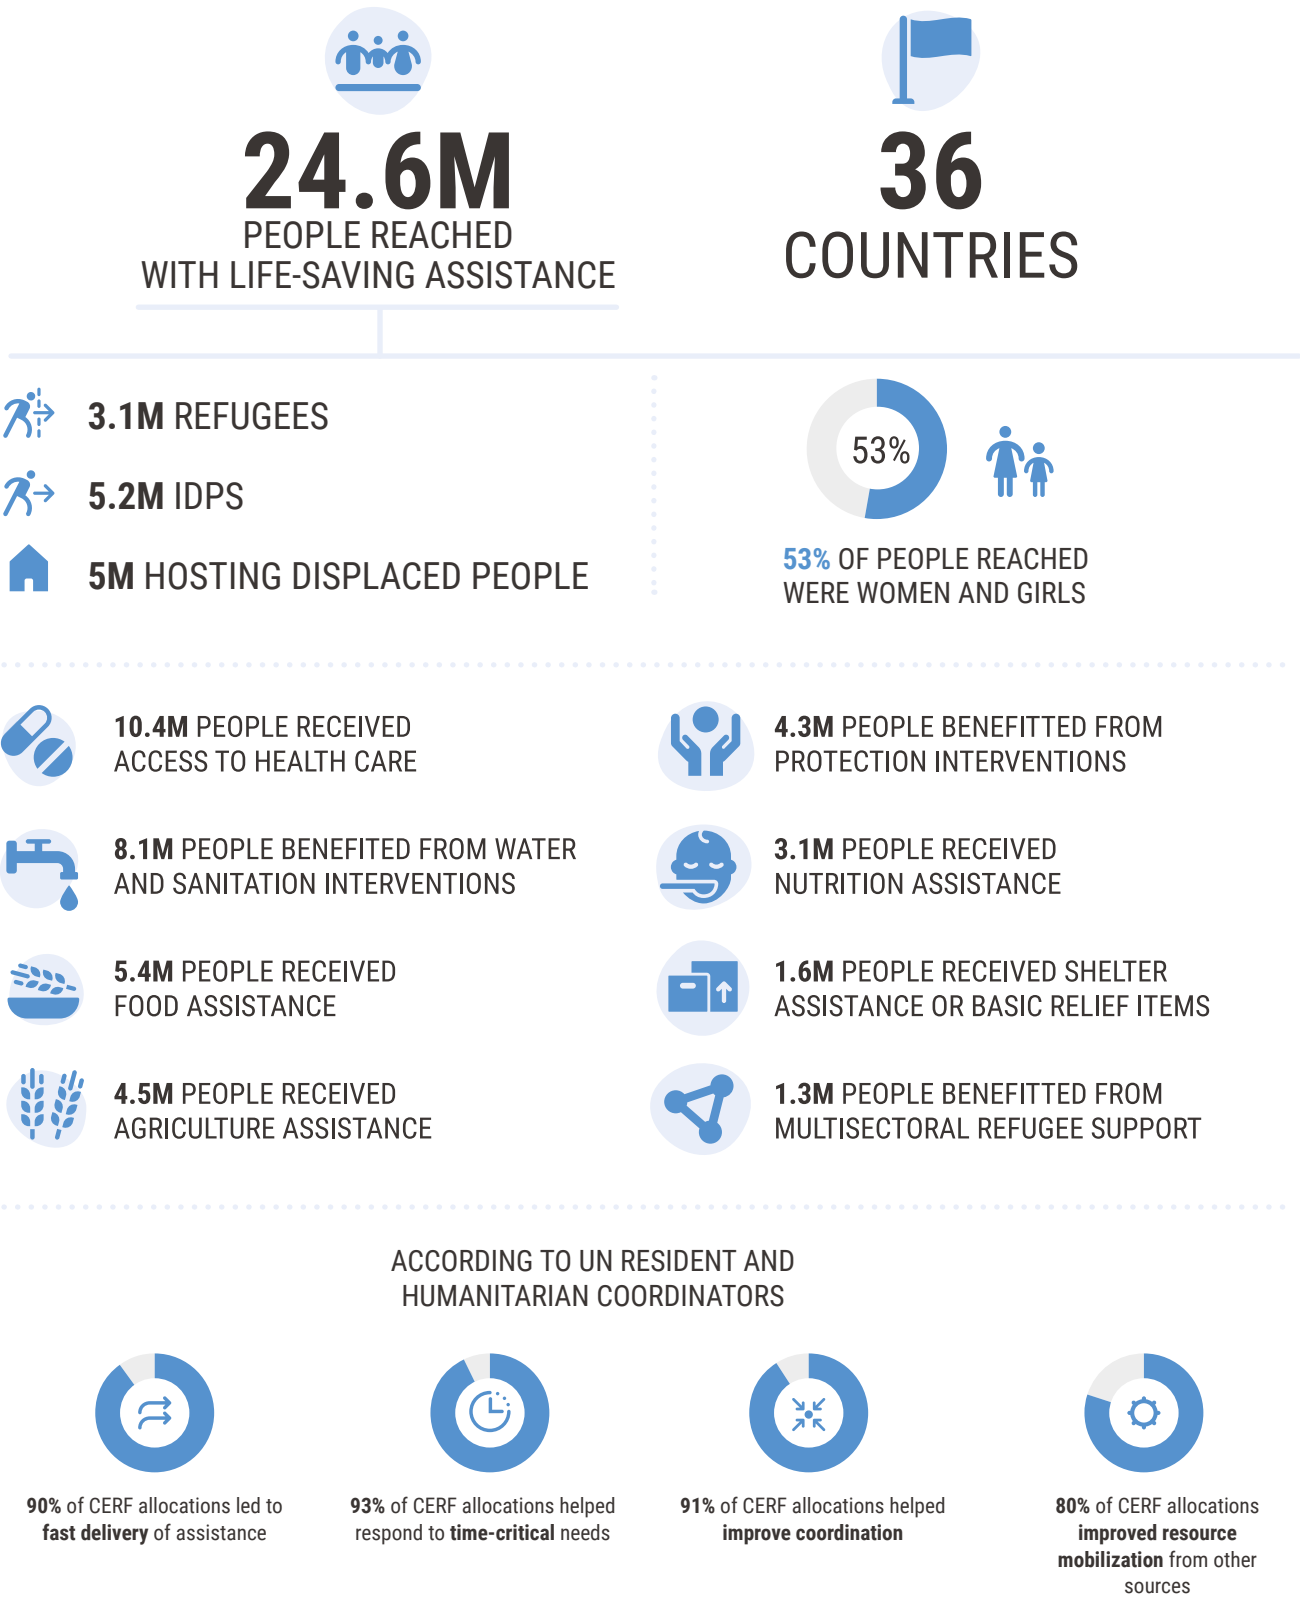 24.6M
PEOPLE REACHED
WITH LIFE-SAVING ASSISTANCE
36
COUNTRIES
3.1M REFUGEES
5.2M IDPS
5M HOSTING DISPLACED PEOPLE
53%
53% OF PEOPLE REACHED
WERE WOMEN AND GIRLS
10.4M PEOPLE RECEIVED
ACCESS TO HEALTH CARE
8.1M PEOPLE BENEFITED FROM WATER
AND SANITATION INTERVENTIONS
5.4M PEOPLE RECEIVED
FOOD ASSISTANCE
4.5M PEOPLE RECEIVED
AGRICULTURE ASSISTANCE
4.3M PEOPLE BENEFITTED FROM
PROTECTION INTERVENTIONS
3.1M PEOPLE RECEIVED
NUTRITION ASSISTANCE
1.6M PEOPLE RECEIVED SHELTER
ASSISTANCE OR BASIC RELIEF ITEMS
1.3M PEOPLE BENEFITTED FROM
MULTISECTORAL REFUGEE SUPPORT
ACCORDING TO UN RESIDENT AND
HUMANITARIAN COORDINATORS
90% of CERF allocations led to
fast delivery of assistance
93% of CERF allocations helped
respond to time-critical needs
91% of CERF allocations helped
improve coordination
80% of CERF allocations
improved resource
mobilization from other
sources